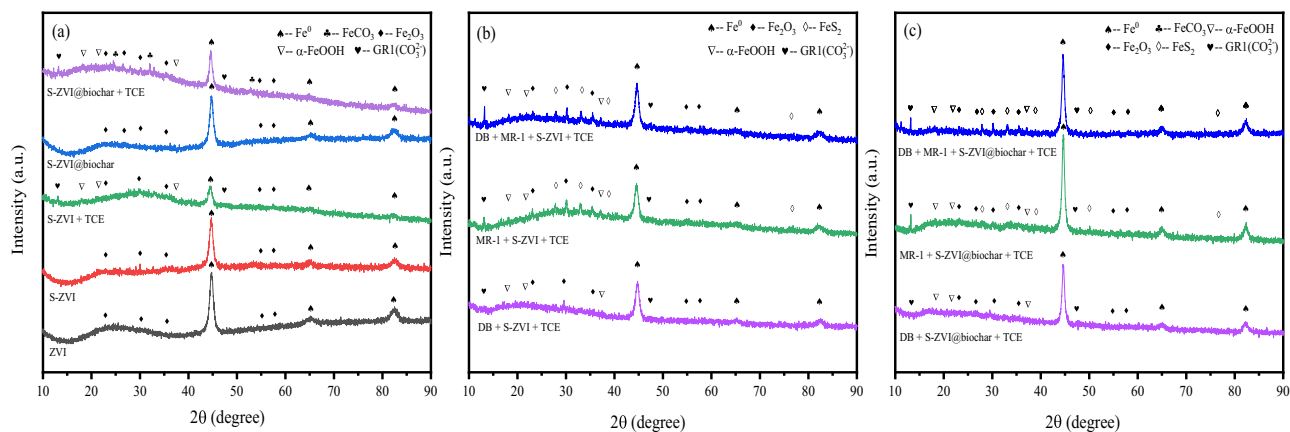 (a)
♠-- Fe⁰ ♣-- FeCO₃ ♦-- Fe₂O₃
▽-- α-FeOOH ♥-- GR1(CO₃²⁻)
S-ZVI@biochar + TCE
S-ZVI@biochar
S-ZVI + TCE
S-ZVI
ZVI
Intensity (a.u.)
10 20 30 40 50 60 70 80 90
2θ (degree)
(b)
♠-- Fe⁰ ♦-- Fe₂O₃ ◊-- FeS₂
▽-- α-FeOOH ♥-- GR1(CO₃²⁻)
DB + MR-1 + S-ZVI + TCE
MR-1 + S-ZVI + TCE
DB + S-ZVI + TCE
Intensity (a.u.)
10 20 30 40 50 60 70 80 90
2θ (degree)
(c)
♠-- Fe⁰ ♣-- FeCO₃ ▽-- α-FeOOH
♦-- Fe₂O₃ ◊-- FeS₂ ♥-- GR1(CO₃²⁻)
DB + MR-1 + S-ZVI@biochar + TCE
MR-1 + S-ZVI@biochar + TCE
DB + S-ZVI@biochar + TCE
Intensity (a.u.)
10 20 30 40 50 60 70 80 90
2θ (degree)